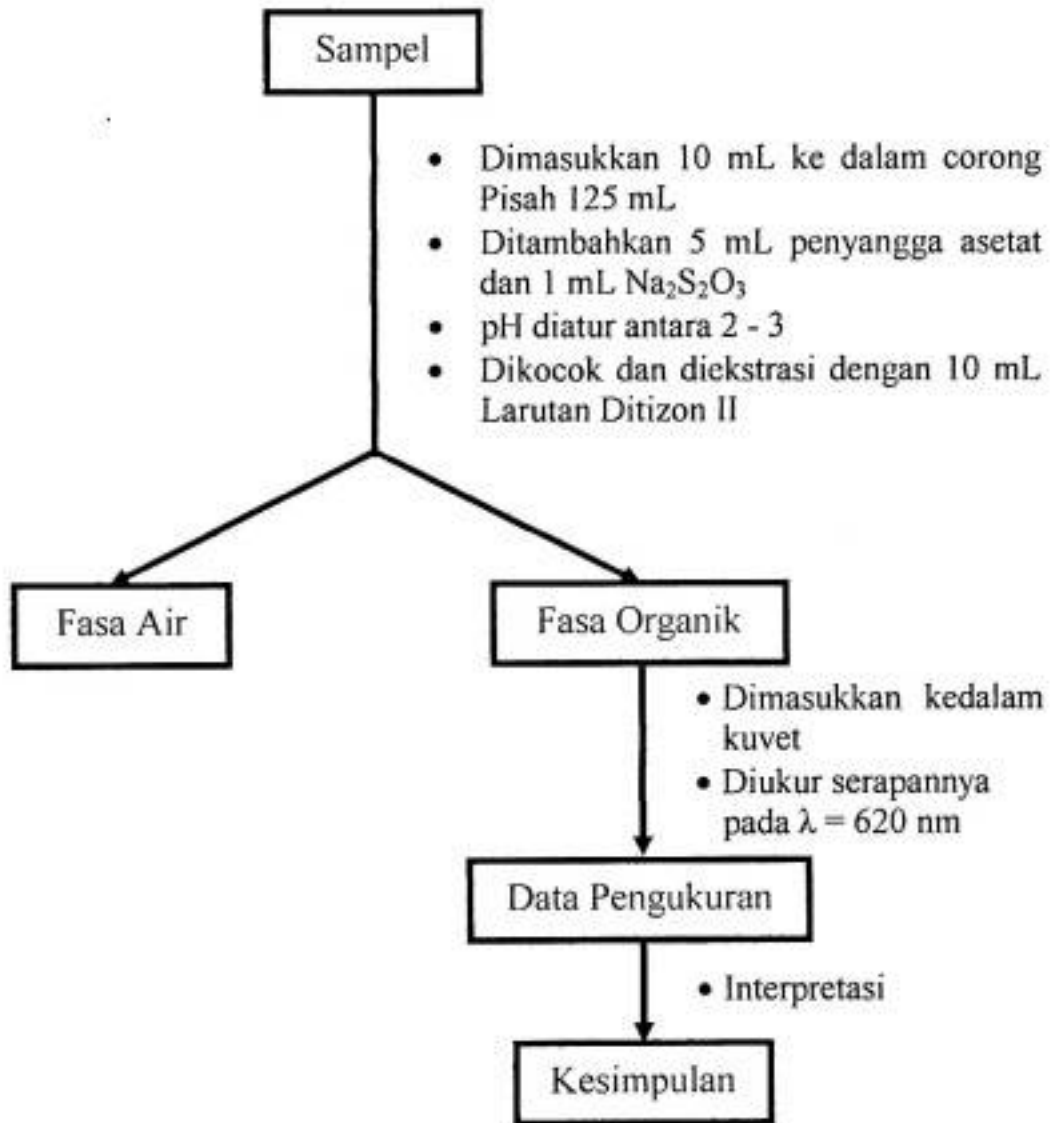 Sampel
• Dimasukkan 10 mL ke dalam corong
Pisah 125 mL
• Ditambahkan 5 mL penyangga asetat
dan 1 mL Na₂S₂O₃
• pH diatur antara 2 - 3
• Dikocok dan diekstrasi dengan 10 mL
Larutan Ditizon II
Fasa Air
Fasa Organik
• Dimasukkan kedalam
kuvet
• Diukur serapannya
pada λ = 620 nm
Data Pengukuran
• Interpretasi
Kesimpulan